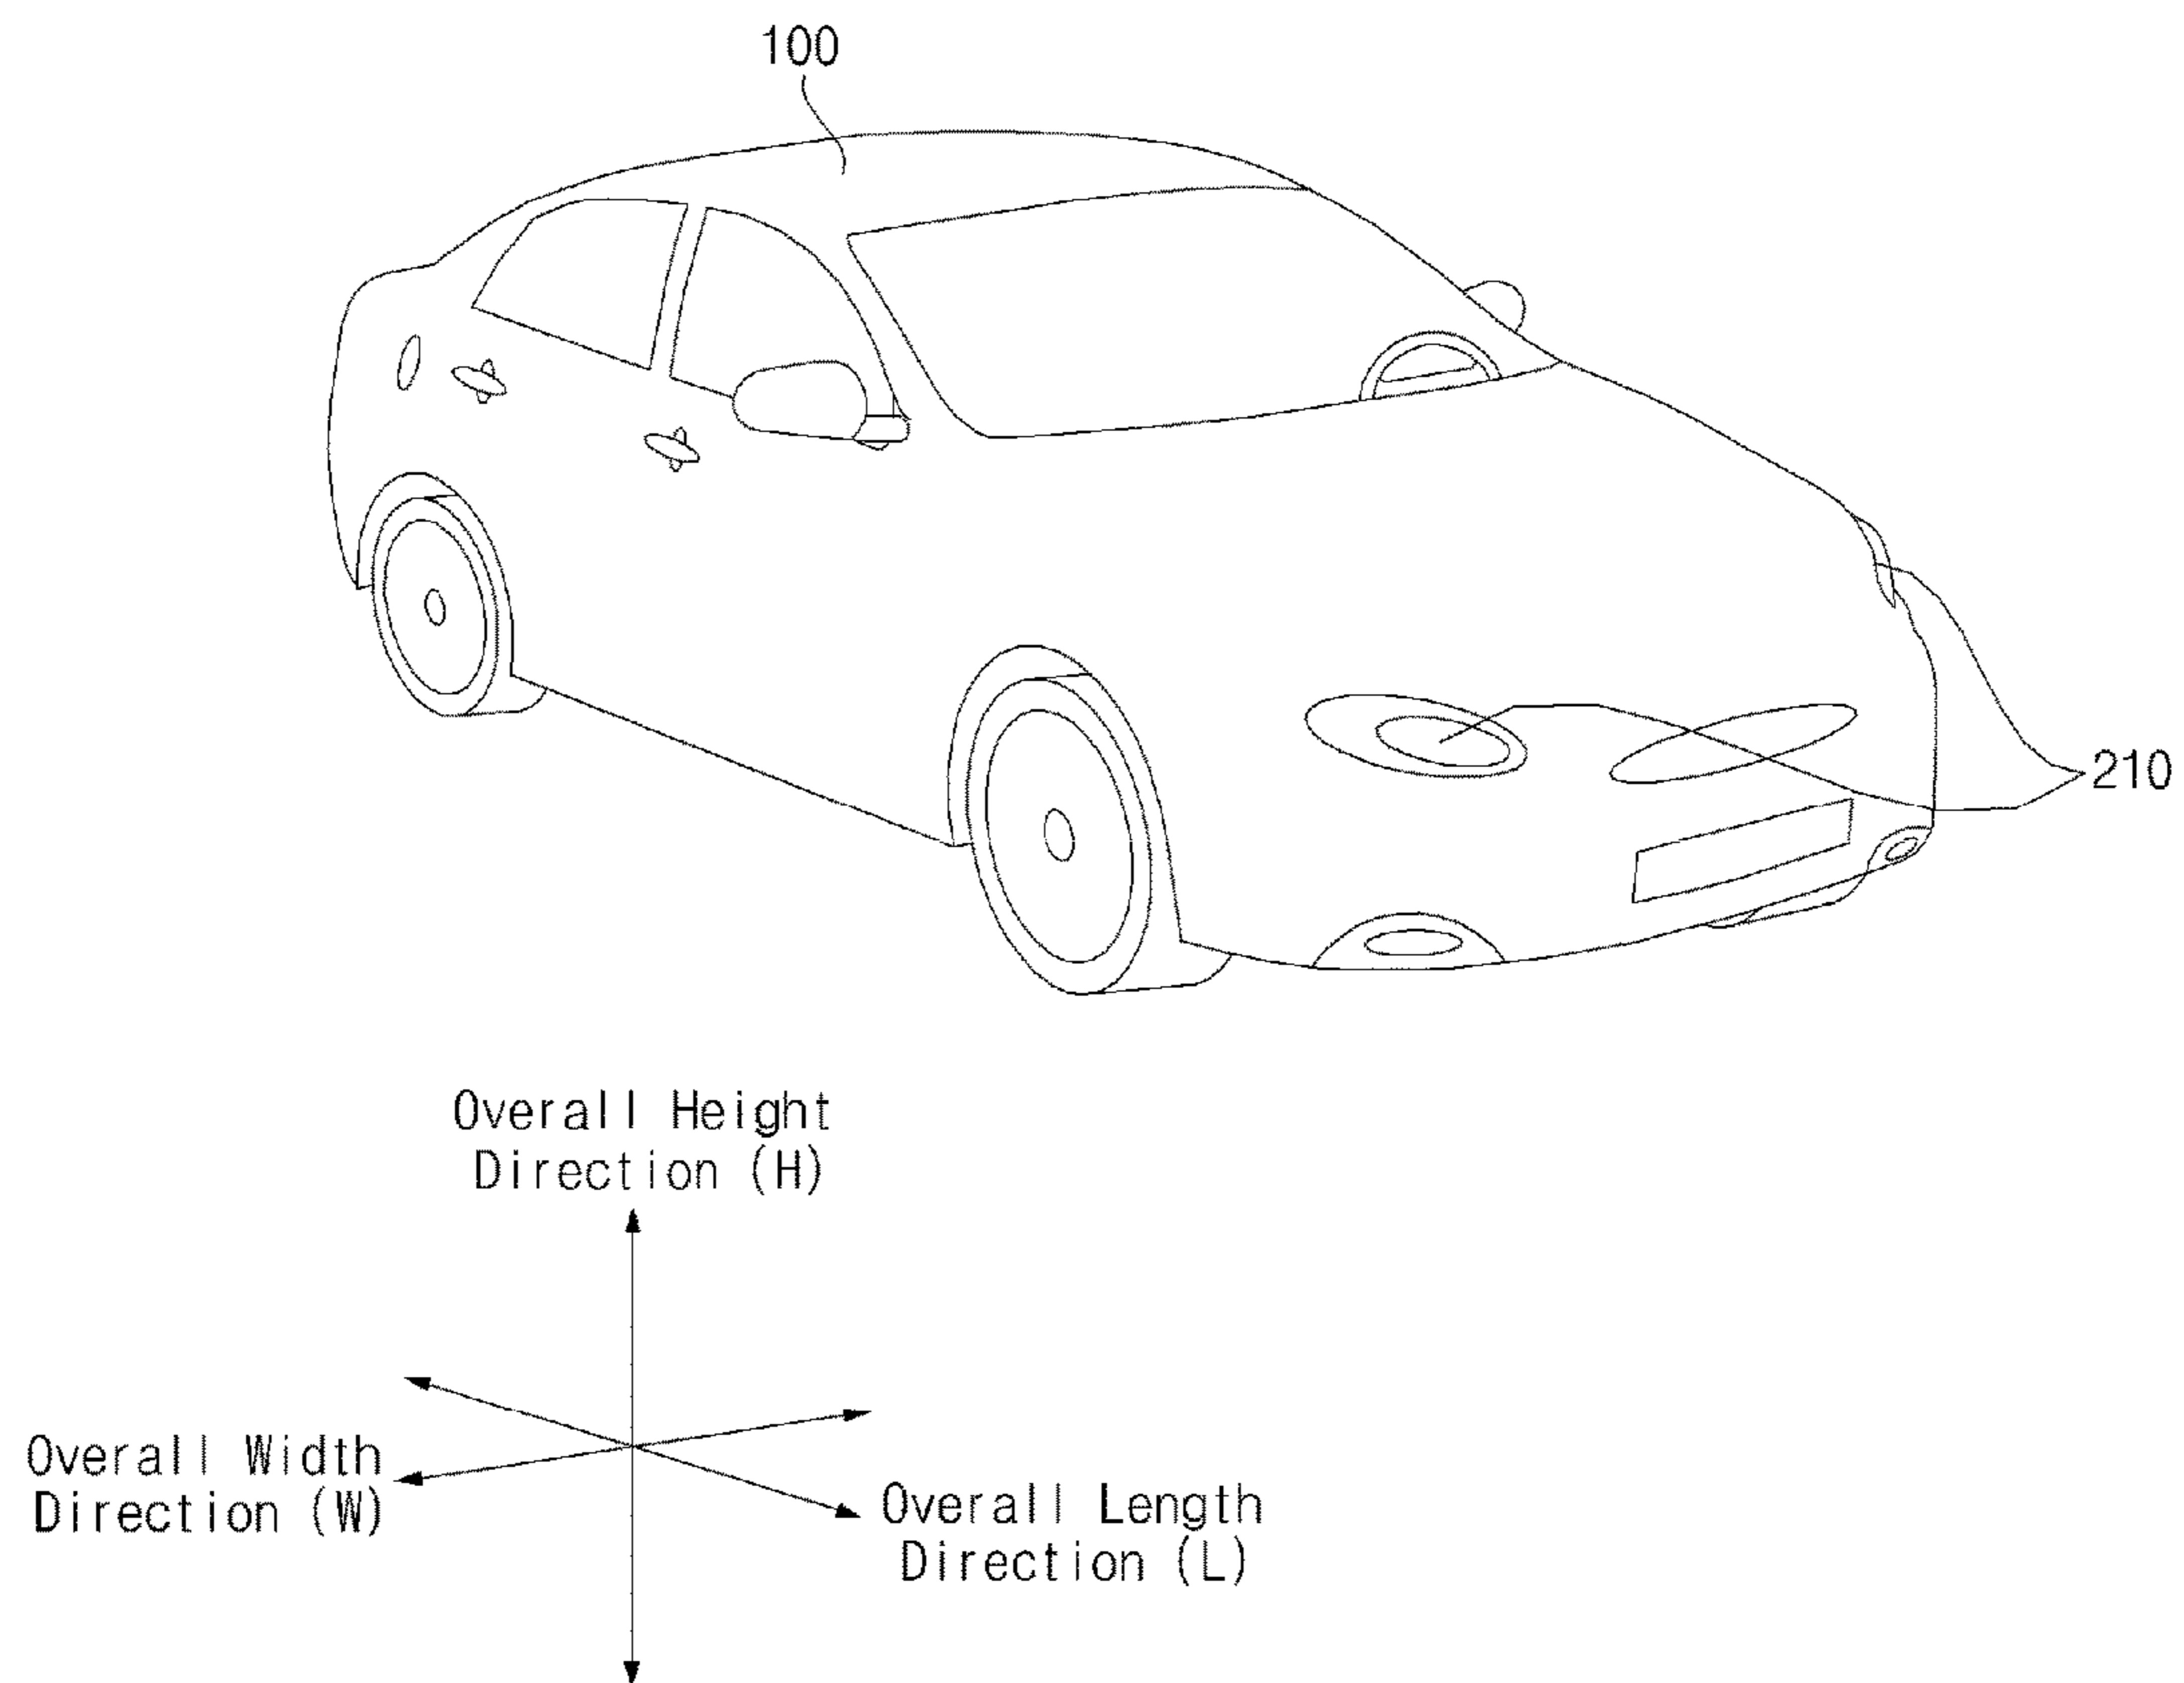 100
210
Overall Height
Direction (H)
Overall Width
Direction (W)
Overall Length
Direction (L)